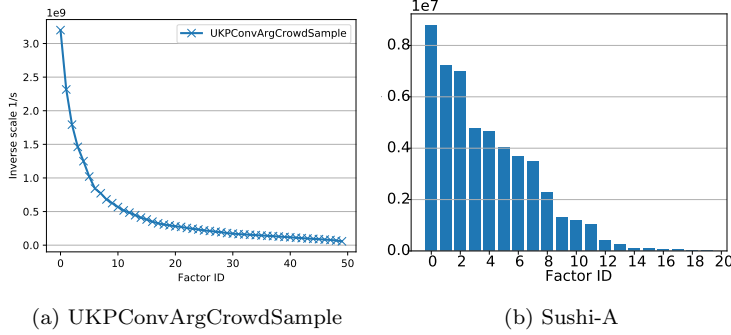 1e9
3.0
2.5
2.0
1.5
1.0
0.5
0.0
Inverse scale 1/s
UKPConvArgCrowdSample
0 10 20 30 40 50
Factor ID
(a) UKPConvArgCrowdSample
1e7
0.8
0.6
0.4
0.2
0.0
0 2 4 6 8 10 12 14 16 18 20
Factor ID
(b) Sushi-A